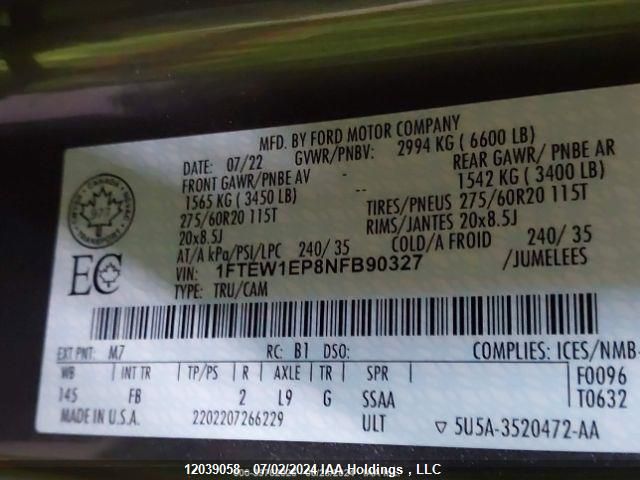 MFD. BY FORD MOTOR COMPANY
DATE: 07/22 GVWR/PNBV: 2994 KG (6600 LB)
FRONT GAWR/PNBE AV - REAR GAWR/ PNBE AR
1565 KG (3450 LB) -- 1542 KG (3400 LB)
275/60R20 115T TIRES/PNEUS 275/60R20 115T
20x8.5J RIMS/JANTES 20x8.5J
AT/A kPa/PSI/LPC 240/35 COLD/A FROID 240/35
VIN: 1FTEW1EP8NFB90327 /JUMELEES
TYPE: TRU/CAM
CANADA
TRANSPORT
EC
EXT PNT: M7 RC: B1 DSO: COMPLIES: ICES/NMB-
WB INT TR TP/PS R AXLE TR SPR F0096
145 FB 2 L9 G SSAA T0632
MADE IN U.S.A. 2202207266229 ULT ▽ 5U5A-3520472-AA
12039058 - 07/02/2024 IAA Holdings , LLC